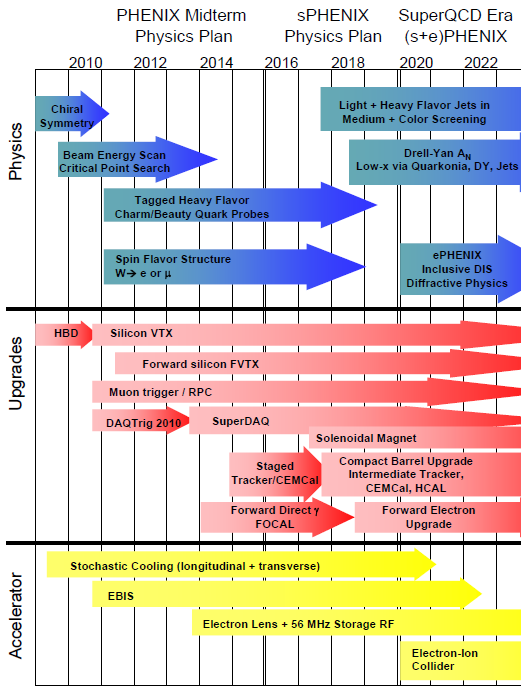 PHENIX Midterm
Physics Plan
sPHENIX
Physics Plan
SuperQCD Era
(s+e)PHENIX
2010 2012 2014 2016 2018 2020 2022
Physics
Chiral
Symmetry
Light + Heavy Flavor Jets in
Medium + Color Screening
Beam Energy Scan
Critical Point Search
Drell-Yan AN
Low-x via Quarkonia, DY, Jets
Tagged Heavy Flavor
Charm/Beauty Quark Probes
Spin Flavor Structure
W→ e or μ
ePHENIX
Inclusive DIS
Diffractive Physics
Upgrades
HBD
Silicon VTX
Forward silicon FVTX
Muon trigger / RPC
DAQTrig 2010
SuperDAQ
Solenoidal Magnet
Staged
Tracker/CEMCal
Compact Barrel Upgrade
Intermediate Tracker,
CEMCal, HCAL
Forward Direct γ
FOCAL
Forward Electron
Upgrade
Accelerator
Stochastic Cooling (longitudinal + transverse)
EBIS
Electron Lens + 56 MHz Storage RF
Electron-Ion
Collider